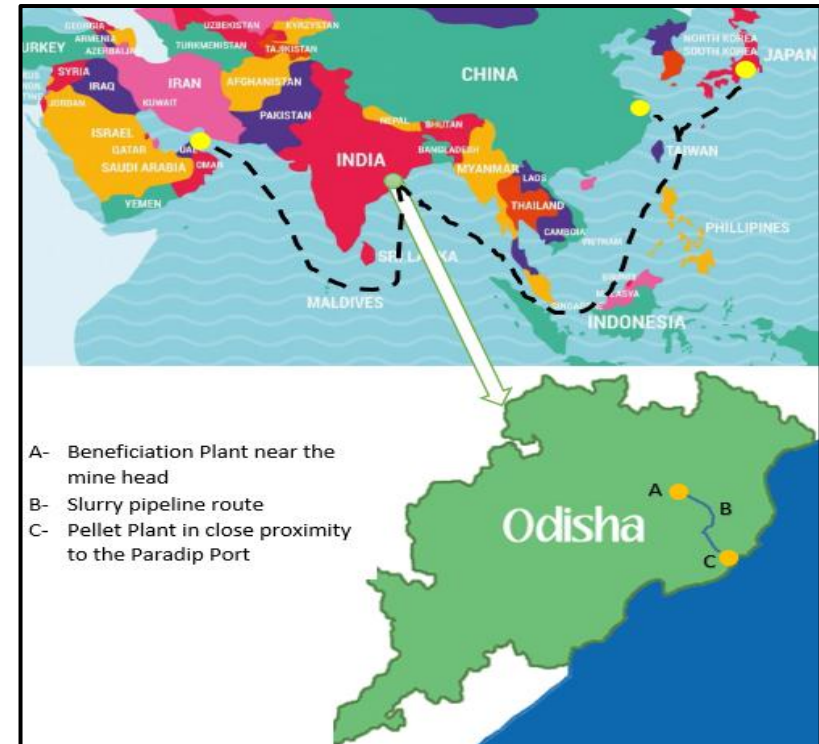 GEORGIA
UZBEKISTAN
KYRZYSTAN
NORTH KOREA
ARMENIA
TURKMENISTAN
TAJIKISTAN
SOUTH KOREA
JAPAN
URKEY
AZERBAIJAN
SYRIA
IRAN
AFGHANISTAN
CHINA
IRAQ
JORDAN
KUWAIT
PAKISTAN
NEPAL
BHUTAN
ISRAEL
QATAR
UAE
INDIA
BANGLADESH
TAIWAN
SAUDI ARABIA
OMAN
MYANMAR
LAOS
YEMEN
THAILAND
PHILLIPINES
CAMBODIA
VIETNAM
SRI LANKA
MALDIVES
INDONESIA
A- Beneficiation Plant near the
mine head
B- Slurry pipeline route
C- Pellet Plant in close proximity
to the Paradip Port
A
B
Odisha
C